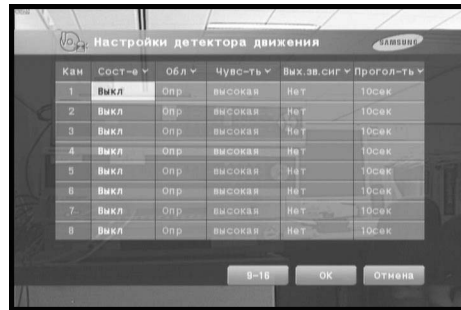 Настройки детектора движения
SAMSUNG
Кам Сост-е Обл Чувс-ть Вых.зв.сиг Прогол-ть
1 Выкл Опр высокая Нет 10сек
2 Выкл Опр высокая Нет 10сек
3 Выкл Опр высокая Нет 10сек
4 Выкл Опр высокая Нет 10сек
5 Выкл Опр высокая Нет 10сек
6 Выкл Опр высокая Нет 10сек
7 Выкл Опр высокая Нет 10сек
8 Выкл Опр высокая Нет 10сек
9-16 OK Отмена